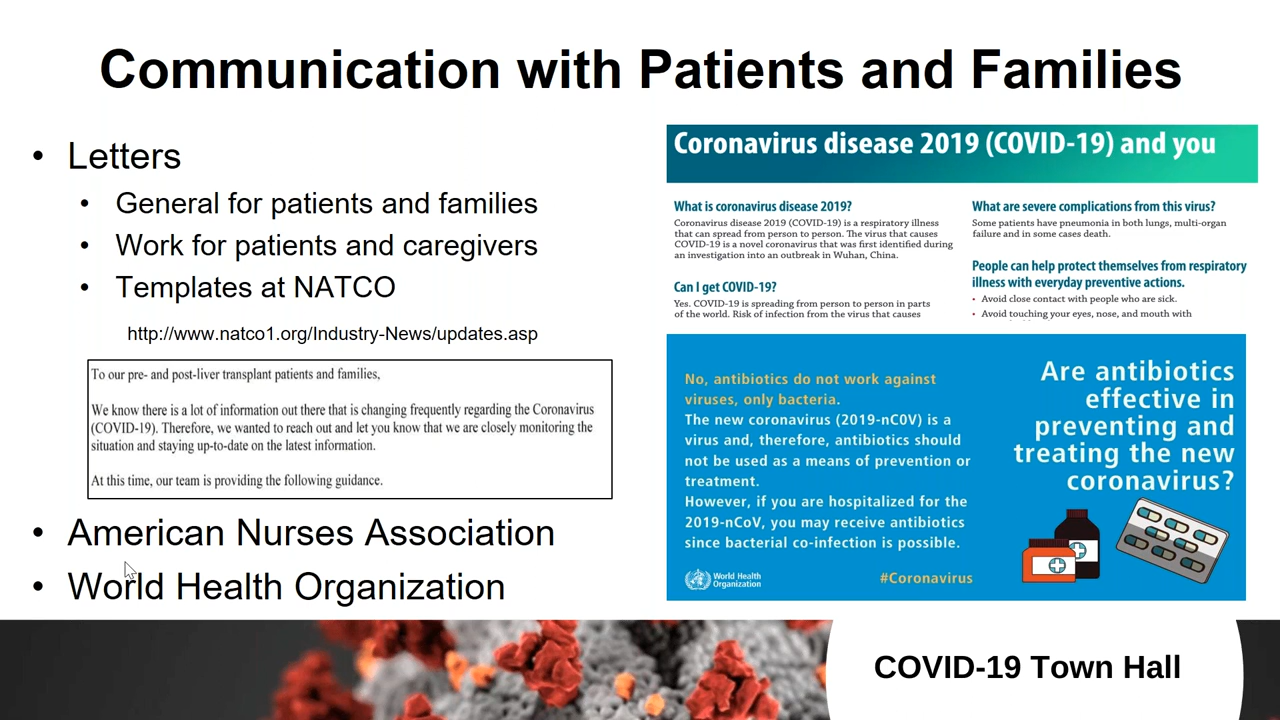 Communication with Patients and Families
• Letters
• General for patients and families
• Work for patients and caregivers
• Templates at NATCO
http://www.natco1.org/Industry-News/updates.asp
To our pre- and post-liver transplant patients and families,
We know there is a lot of information out there that is changing frequently regarding the Coronavirus
(COVID-19). Therefore, we wanted to reach out and let you know that we are closely monitoring the
situation and staying up-to-date on the latest information.
At this time, our team is providing the following guidance.
• American Nurses Association
• World Health Organization
Coronavirus disease 2019 (COVID-19) and you
What is coronavirus disease 2019?
Coronavirus disease 2019 (COVID-19) is a respiratory illness
that can spread from person to person. The virus that causes
COVID-19 is a novel coronavirus that was first identified during
an investigation into an outbreak in Wuhan, China.
Can I get COVID-19?
Yes. COVID-19 is spreading from person to person in parts
of the world. Risk of infection from the virus that causes
What are severe complications from this virus?
Some patients have pneumonia in both lungs, multi-organ
failure and in some cases death.
People can help protect themselves from respiratory
illness with everyday preventive actions.
• Avoid close contact with people who are sick.
• Avoid touching your eyes, nose, and mouth with
No, antibiotics do not work against
viruses, only bacteria.
The new coronavirus (2019-nC0V) is a
virus and, therefore, antibiotics should
not be used as a means of prevention or
treatment.
However, if you are hospitalized for the
2019-nCoV, you may receive antibiotics
since bacterial co-infection is possible.
World Health
Organization
#Coronavirus
Are antibiotics
effective in
preventing and
treating the new
coronavirus?
COVID-19 Town Hall